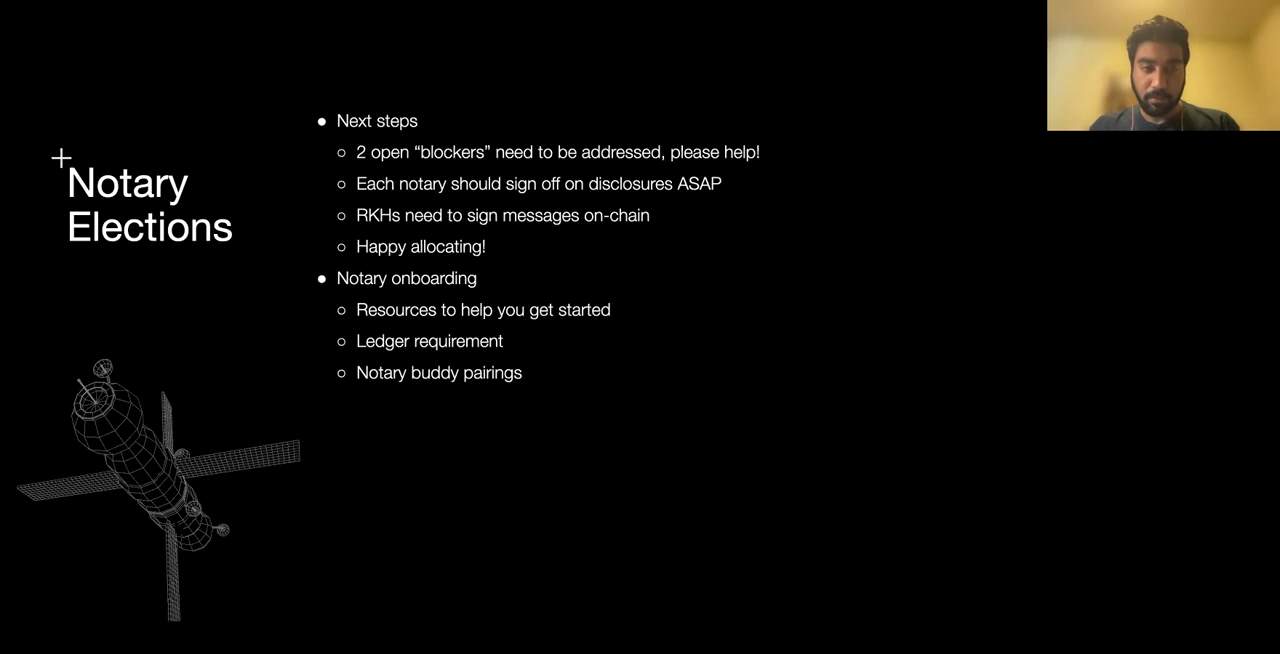 Notary
Elections
● Next steps
○ 2 open “blockers” need to be addressed, please help!
○ Each notary should sign off on disclosures ASAP
○ RKHs need to sign messages on-chain
○ Happy allocating!
● Notary onboarding
○ Resources to help you get started
○ Ledger requirement
○ Notary buddy pairings